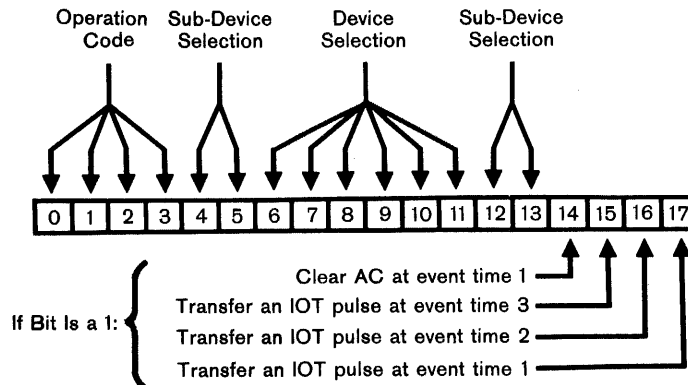 Operation Code
Sub-Device Selection
Device Selection
Sub-Device Selection
0 1 2 3 4 5 6 7 8 9 10 11 12 13 14 15 16 17
If Bit Is a 1:
Clear AC at event time 1
Transfer an IOT pulse at event time 3
Transfer an IOT pulse at event time 2
Transfer an IOT pulse at event time 1